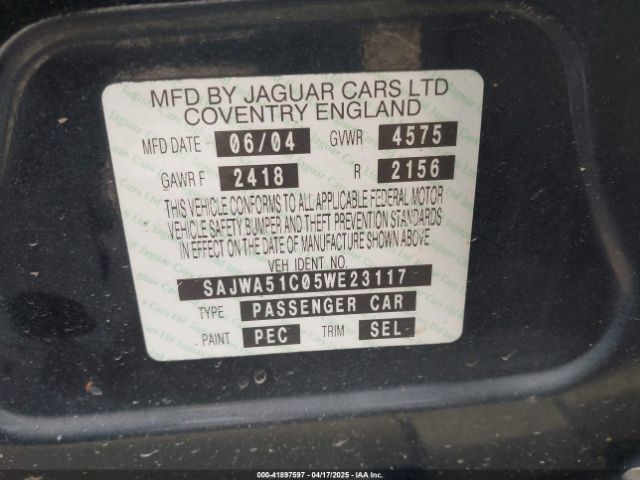 MFD BY JAGUAR CARS LTD
COVENTRY ENGLAND
MFD DATE 06/04 GVWR 4575
GAWR F 2418 R 2156
THIS VEHICLE CONFORMS TO ALL APPLICABLE FEDERAL MOTOR
VEHICLE SAFETY BUMPER AND THEFT PREVENTION STANDARDS
IN EFFECT ON THE DATE OF MANUFACTURE SHOWN ABOVE
VEH IDENT NO.
SAJWA51C05WE23117
TYPE PASSENGER CAR
PAINT PEC TRIM SEL
000-41897597 - 04/17/2025 - IAA Inc.